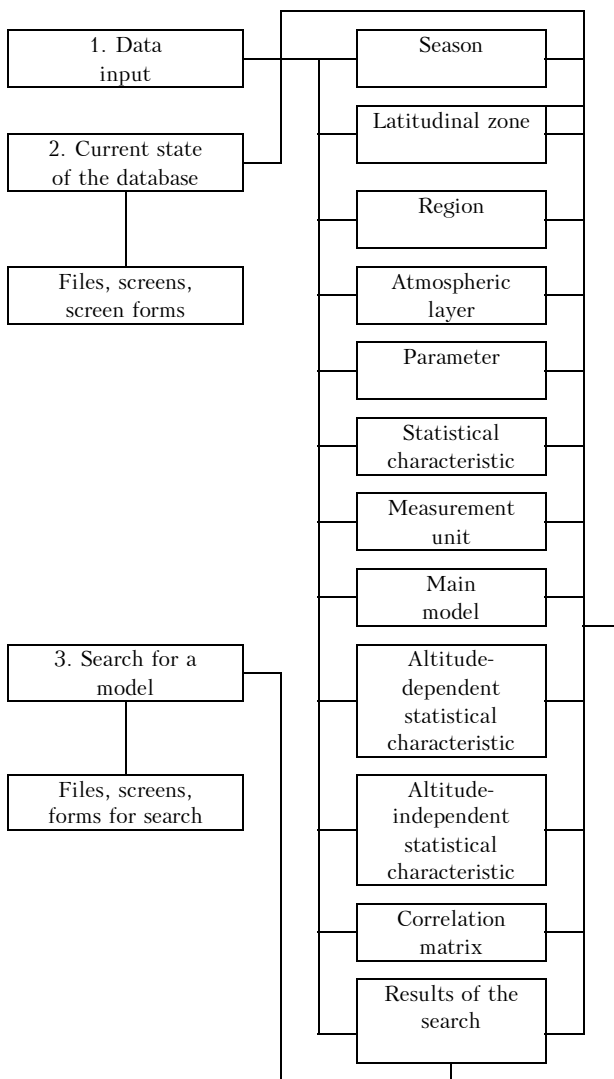 1. Data
input
2. Current state
of the database
Files, screens,
screen forms
3. Search for a
model
Files, screens,
forms for search
Season
Latitudinal zone
Region
Atmospheric
layer
Parameter
Statistical
characteristic
Measurement
unit
Main
model
Altitude-
dependent
statistical
characteristic
Altitude-
independent
statistical
characteristic
Correlation
matrix
Results of the
search